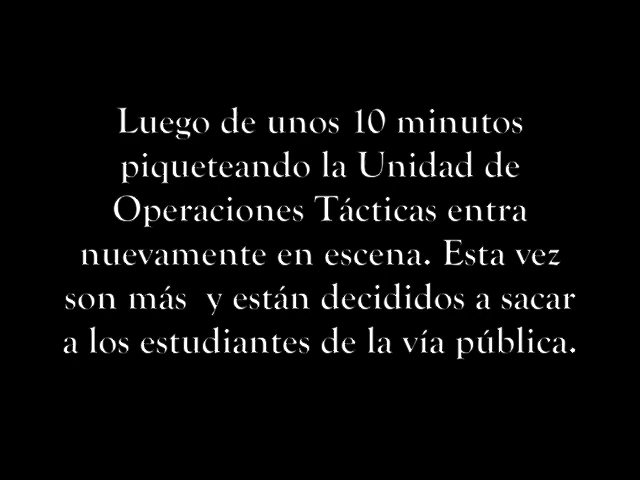 Luego de unos 10 minutos
piqueteando la Unidad de
Operaciones Tácticas entra
nuevamente en escena. Esta vez
son más  y están decididos a sacar
a los estudiantes de la vía pública.